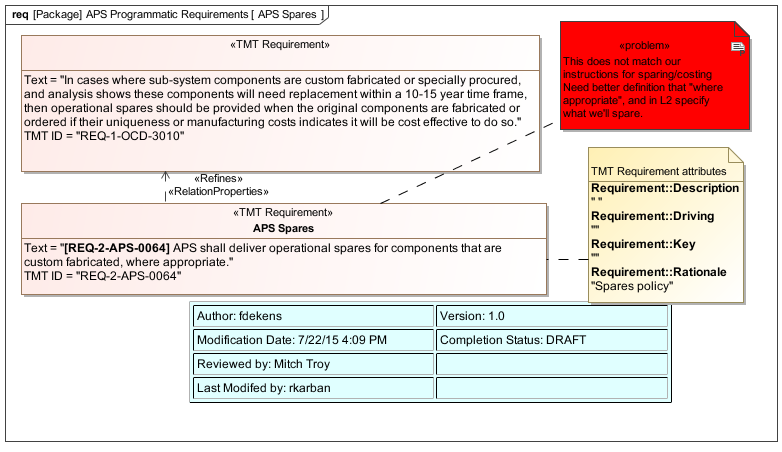 req [Package] APS Programmatic Requirements [ APS Spares ]
«TMT Requirement»
Text = "In cases where sub-system components are custom fabricated or specially procured,
and analysis shows these components will need replacement within a 10-15 year time frame,
then operational spares should be provided when the original components are fabricated or
ordered if their uniqueness or manufacturing costs indicates it will be cost effective to do so."
TMT ID = "REQ-1-OCD-3010"
«problem»
This does not match our
instructions for sparing/costing
Need better definition that "where
appropriate", and in L2 specify
what we'll spare.
«Refines»
«RelationProperties»
«TMT Requirement»
APS Spares
Text = "[REQ-2-APS-0064] APS shall deliver operational spares for components that are
custom fabricated, where appropriate."
TMT ID = "REQ-2-APS-0064"
TMT Requirement attributes
Requirement::Description
" "
Requirement::Driving
""
Requirement::Key
""
Requirement::Rationale
"Spares policy"
Author: fdekens
Version: 1.0
Modification Date: 7/22/15 4:09 PM
Completion Status: DRAFT
Reviewed by: Mitch Troy
Last Modifed by: rkarban